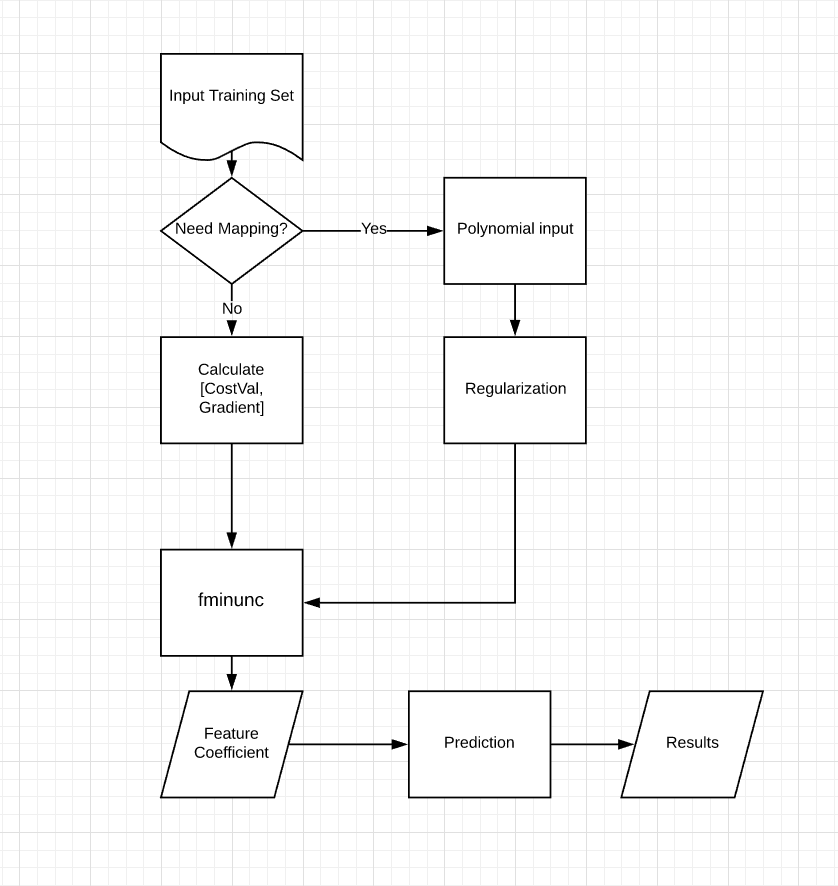 Input Training Set
Need Mapping?
Yes
Polynomial input
No
Calculate
[CostVal,
Gradient]
Regularization
fminunc
Feature
Coefficient
Prediction
Results